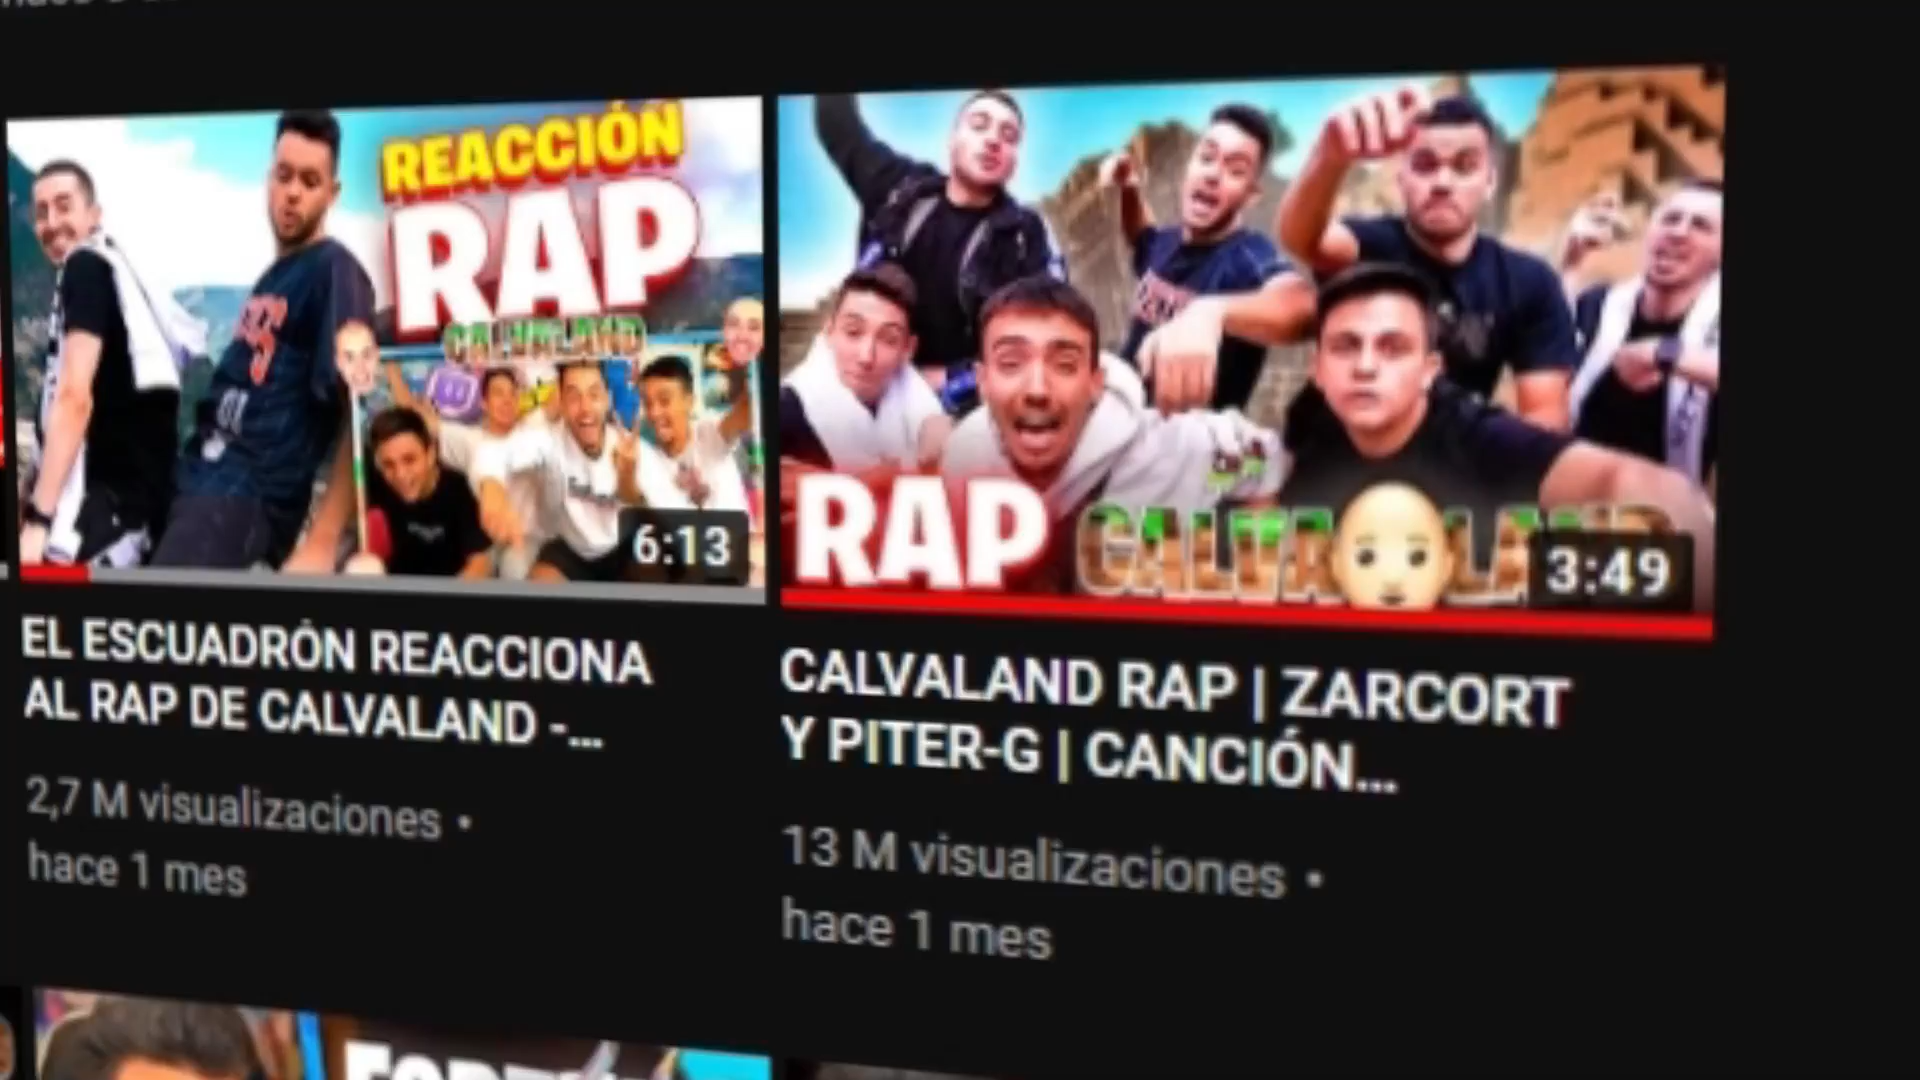 REACCIÓN
RAP
CALVALAND
6:13
EL ESCUADRÓN REACCIONA
AL RAP DE CALVALAND -...
2,7 M visualizaciones •
hace 1 mes
RAP
3:49
CALVALAND RAP | ZARCORT
Y PITER-G | CANCIÓN...
13 M visualizaciones •
hace 1 mes